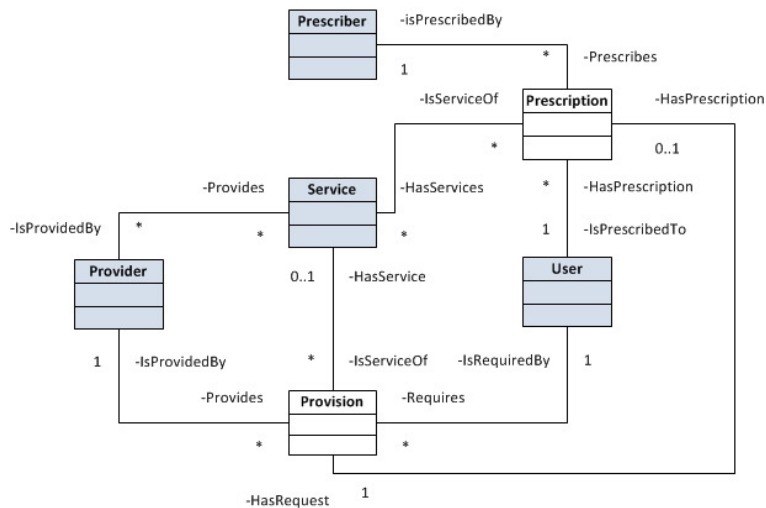 Prescriber
-isPrescribedBy
1
*
-Prescribes
-IsServiceOf
Prescription
-HasPrescription
*
0..1
-Provides
Service
-HasServices
*
-HasPrescription
-IsProvidedBy
*
*
*
1
-IsPrescribedTo
Provider
0..1
-HasService
User
1
-IsProvidedBy
*
-IsServiceOf
-IsRequiredBy
1
-Provides
Provision
-Requires
*
*
-HasRequest
1